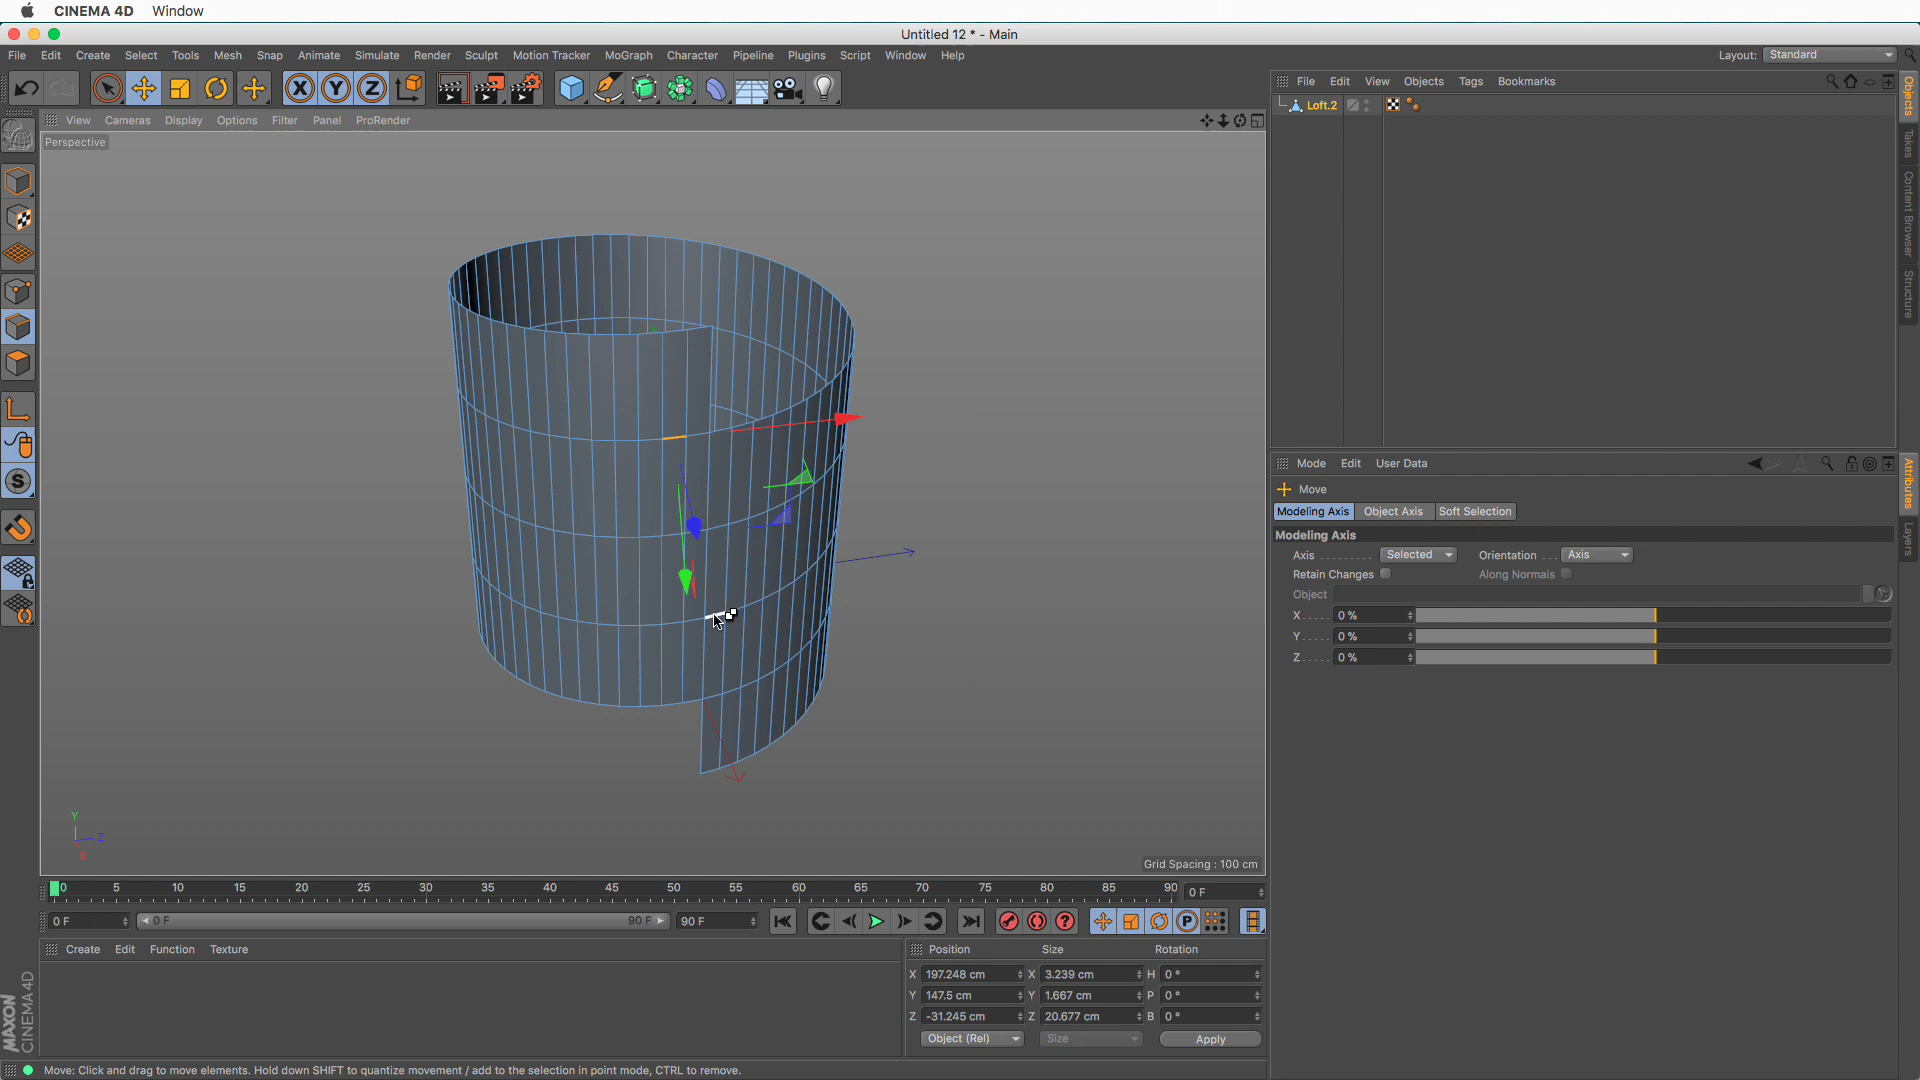 CINEMA 4D Window
Untitled 12 * - Main
File Edit Create Select Tools Mesh Snap Animate Simulate Render Sculpt Motion Tracker MoGraph Character Pipeline Plugins Script Window Help
Layout: Standard
X Y Z
File Edit View Objects Tags Bookmarks
View Cameras Display Options Filter Panel ProRender
Perspective
Loft.2
Objects
Takes
Content Browser
Structure
Mode Edit User Data
Move
Modeling Axis Object Axis Soft Selection
Modeling Axis
Axis ......... Selected Orientation ... Axis
Retain Changes Along Normals
Object
X..... 0 %
Y..... 0 %
Z..... 0 %
Attributes
Layers
S
Y
Z
X
Grid Spacing : 100 cm
0 5 10 15 20 25 30 35 40 45 50 55 60 65 70 75 80 85 90 0 F
0 F 0 F 90 F 90 F
? P
Create Edit Function Texture
Position Size Rotation
X 197.248 cm X 3.239 cm H 0 °
Y 147.5 cm Y 1.667 cm P 0 °
Z -31.245 cm Z 20.677 cm B 0 °
Object (Rel) Size Apply
MAXON
CINEMA 4D
Move: Click and drag to move elements. Hold down SHIFT to quantize movement / add to the selection in point mode, CTRL to remove.